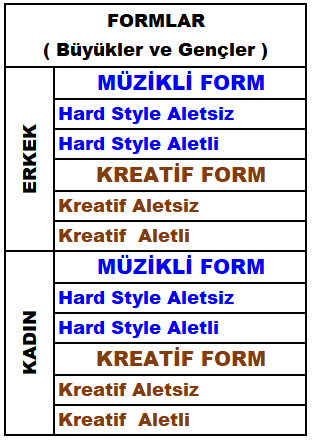 FORMLAR
( Büyükler ve Gençler )
ERKEK
MÜZİKLİ FORM
Hard Style Aletsiz
Hard Style Aletli
KREATİF FORM
Kreatif Aletsiz
Kreatif  Aletli
KADIN
MÜZİKLİ FORM
Hard Style Aletsiz
Hard Style Aletli
KREATİF FORM
Kreatif Aletsiz
Kreatif  Aletli